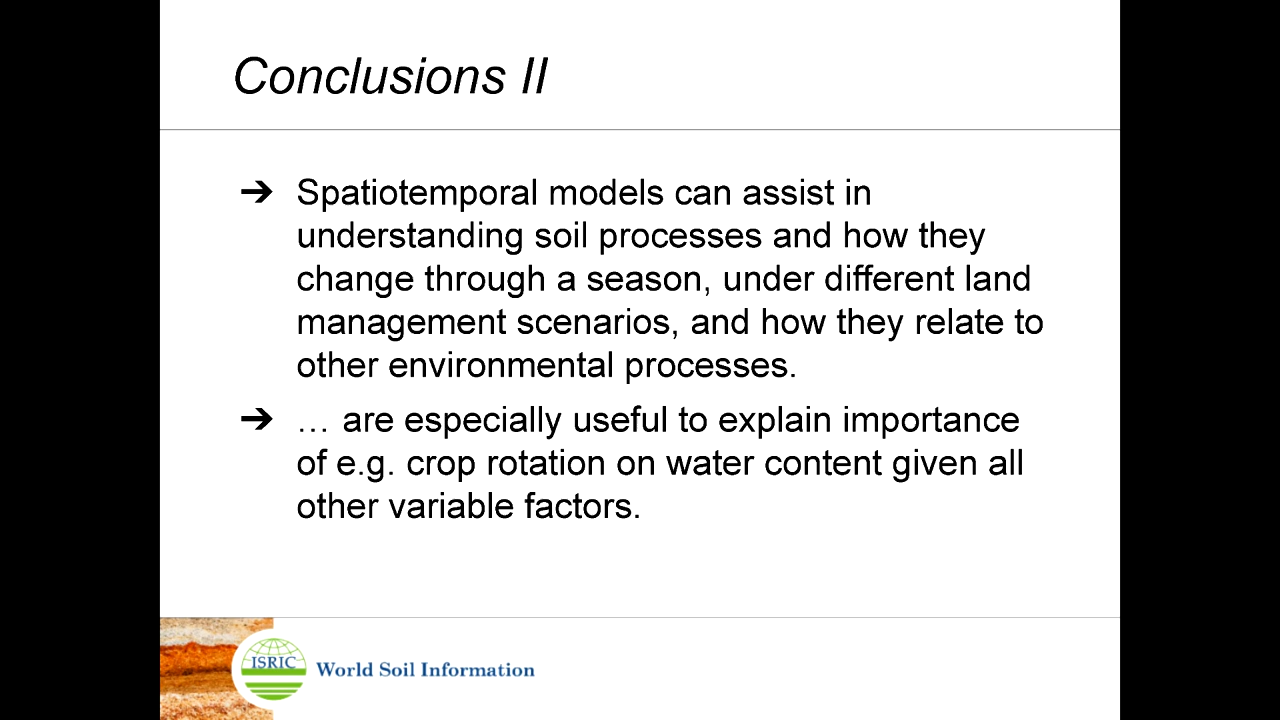 Conclusions II
➔ Spatiotemporal models can assist in
understanding soil processes and how they
change through a season, under different land
management scenarios, and how they relate to
other environmental processes.
➔ … are especially useful to explain importance
of e.g. crop rotation on water content given all
other variable factors.
ISRIC World Soil Information